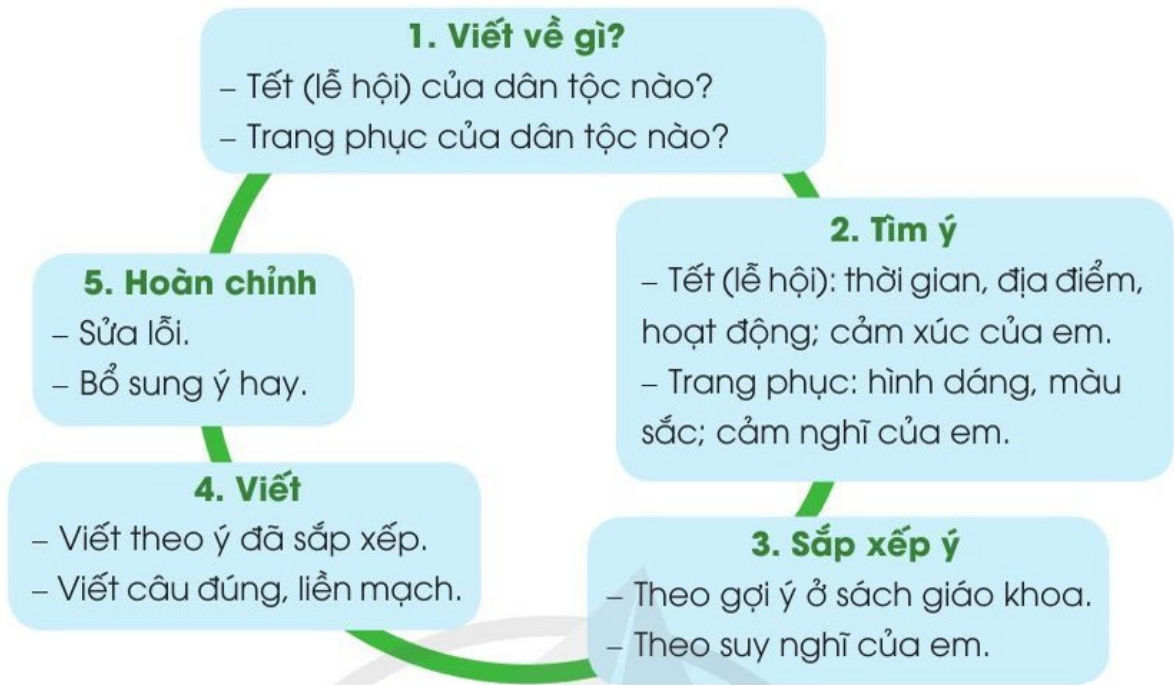 1. Viết về gì?
– Tết (lễ hội) của dân tộc nào?
– Trang phục của dân tộc nào?
2. Tìm ý
– Tết (lễ hội): thời gian, địa điểm,
hoạt động; cảm xúc của em.
– Trang phục: hình dáng, màu
sắc; cảm nghĩ của em.
3. Sắp xếp ý
– Theo gợi ý ở sách giáo khoa.
– Theo suy nghĩ của em.
4. Viết
– Viết theo ý đã sắp xếp.
– Viết câu đúng, liền mạch.
5. Hoàn chỉnh
– Sửa lỗi.
– Bổ sung ý hay.